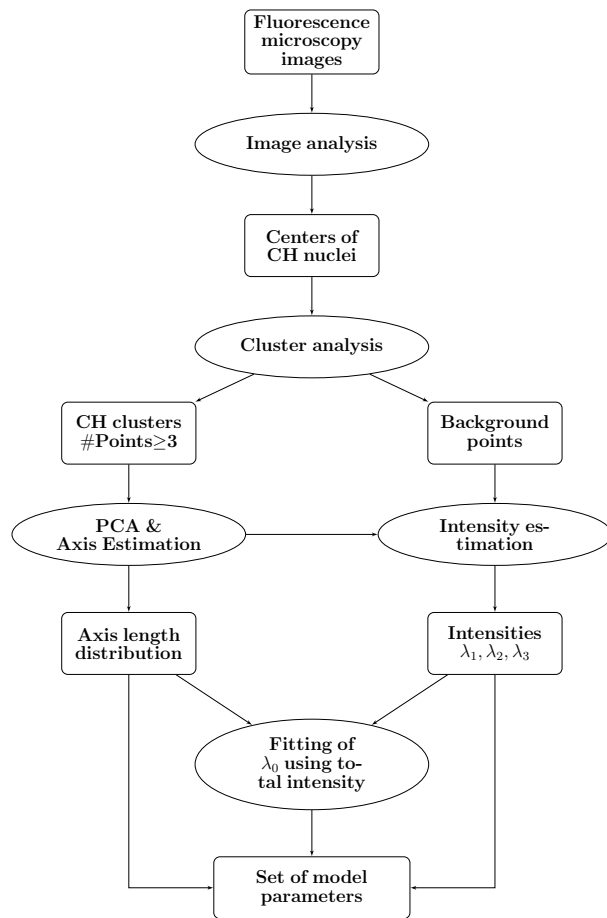 Fluorescence
microscopy
images
Image analysis
Centers of
CH nuclei
Cluster analysis
CH clusters
#Points≥3
Background
points
PCA &
Axis Estimation
Intensity es-
timation
Axis length
distribution
Intensities
λ₁, λ₂, λ₃
Fitting of
λ₀ using to-
tal intensity
Set of model
parameters